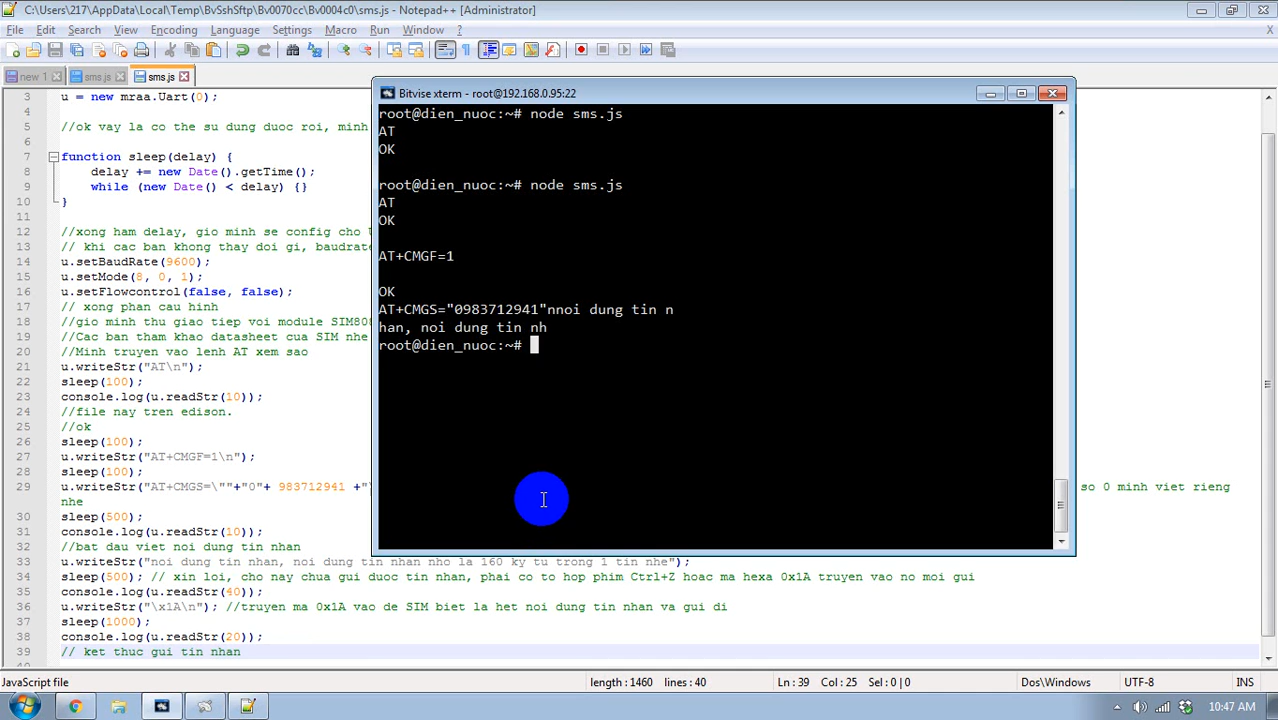 C:\Users\217\AppData\Local\Temp\BvSshSftp\Bv0070cc\Bv0004c0\sms.js - Notepad++ [Administrator]
File Edit Search View Encoding Language Settings Macro Run Window ? X
new 1 sms.js sms.js
3 u = new mraa.Uart(0);
4
5 //ok vay la co the su dung duoc roi, minh
6
7 function sleep(delay) {
8 delay += new Date().getTime();
9 while (new Date() < delay) {}
10 }
11
12 //xong ham delay, gio minh se config cho U
13 // khi cac ban khong thay doi gi, baudrate
14 u.setBaudRate(9600);
15 u.setMode(8, 0, 1);
16 u.setFlowcontrol(false, false);
17 // xong phan cau hinh
18 //gio minh thu giao tiep voi module SIM808
19 //Cac ban tham khao datasheet cua SIM nhe
20 //Minh truyen vao lenh AT xem sao
21 u.writeStr("AT\n");
22 sleep(100);
23 console.log(u.readStr(10));
24 //file nay tren edison.
25 //ok
26 sleep(100);
27 u.writeStr("AT+CMGF=1\n");
28 sleep(100);
29 u.writeStr("AT+CMGS=\""+"0"+ 983712941 +"\ so 0 minh viet rieng
nhe
30 sleep(500);
31 console.log(u.readStr(10));
32 //bat dau viet noi dung tin nhan
33 u.writeStr("noi dung tin nhan, noi dung tin nhan nho la 160 ky tu trong 1 tin nhe");
34 sleep(500); // xin loi, cho nay chua gui duoc tin nhan, phai co to hop phim Ctrl+Z hoac ma hexa 0x1A truyen vao no moi gui
35 console.log(u.readStr(40));
36 u.writeStr("\x1A\n"); //truyen ma 0x1A vao de SIM biet la het noi dung tin nhan va gui di
37 sleep(1000);
38 console.log(u.readStr(20));
39 // ket thuc gui tin nhan
40
Bitvise xterm - root@192.168.0.95:22
root@dien_nuoc:~# node sms.js
AT
OK
root@dien_nuoc:~# node sms.js
AT
OK
AT+CMGF=1
OK
AT+CMGS="0983712941"nnoi dung tin n
han, noi dung tin nh
root@dien_nuoc:~#
JavaScript file length : 1460 lines : 40 Ln : 39 Col : 25 Sel : 0 | 0 Dos\Windows UTF-8 INS
10:47 AM